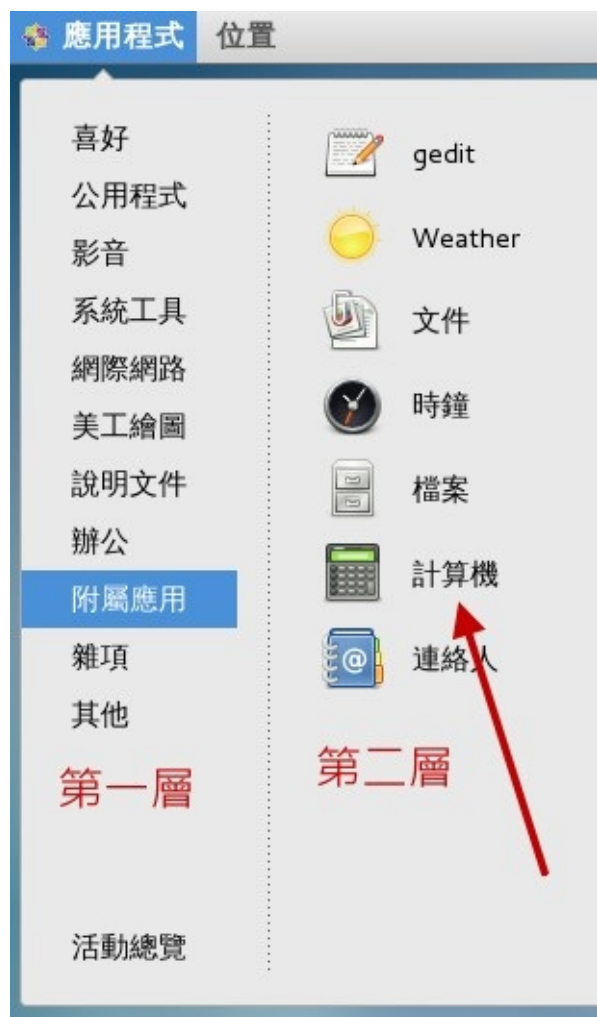 應用程式 位置
喜好
公用程式
影音
系統工具
網際網路
美工繪圖
說明文件
辦公
附屬應用
雜項
其他
第一層
活動總覽
gedit
Weather
文件
時鐘
檔案
計算機
連絡人
第二層